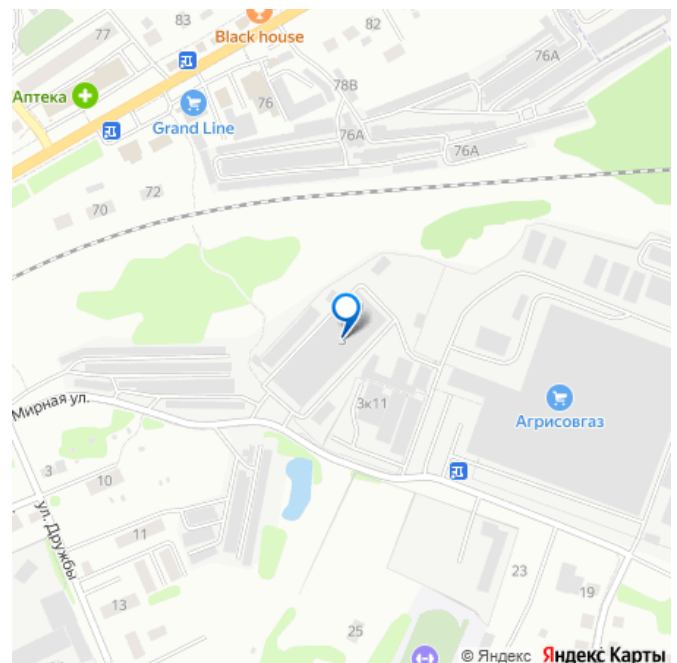 83
82
77
Black house
76А
78В
Аптека
76
Grand Line
76А
76А
72
70
3
Мирная ул.
3к11
Агрисовгаз
3
10
ул. Дружбы
11
23
19
13
25
© Яндекс Яндекс Карты